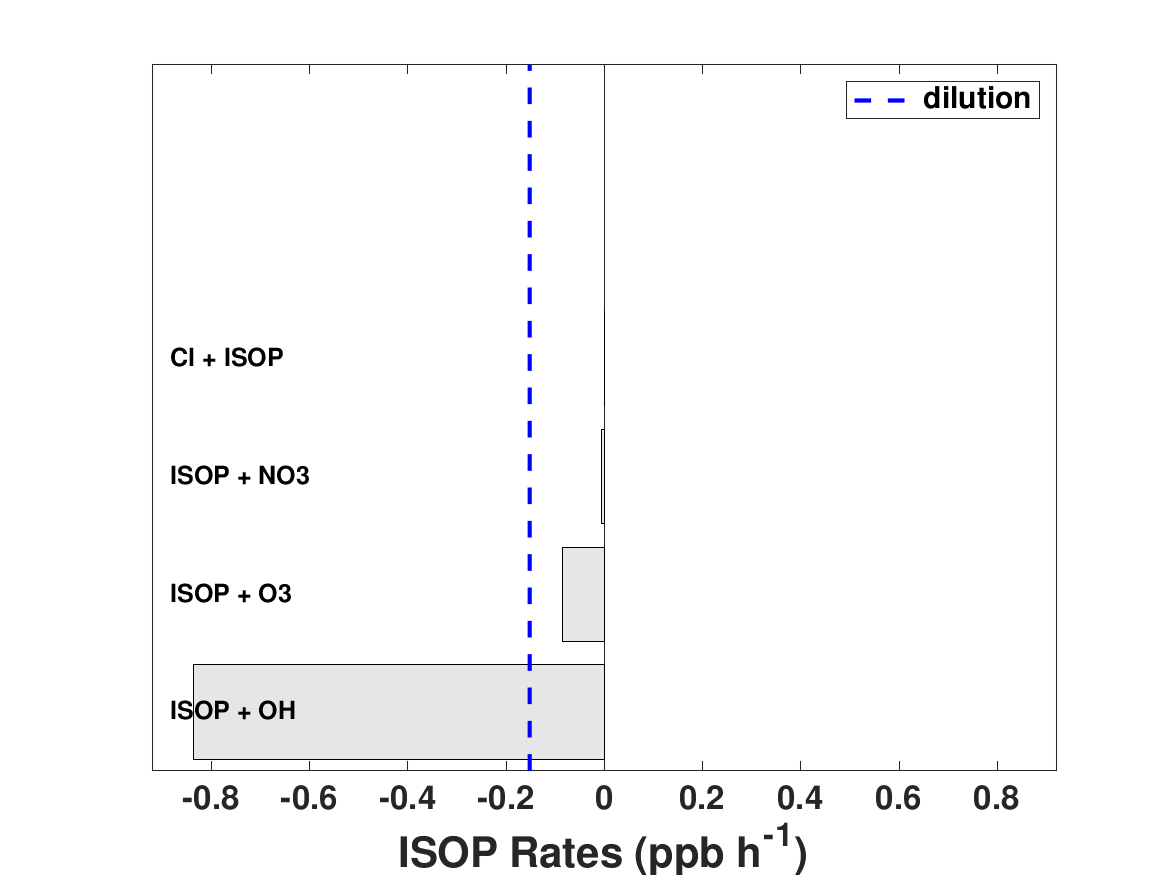 dilution
Cl + ISOP
ISOP + NO3
ISOP + O3
ISOP + OH
-0.8 -0.6 -0.4 -0.2 0 0.2 0.4 0.6 0.8
ISOP Rates (ppb h⁻¹)